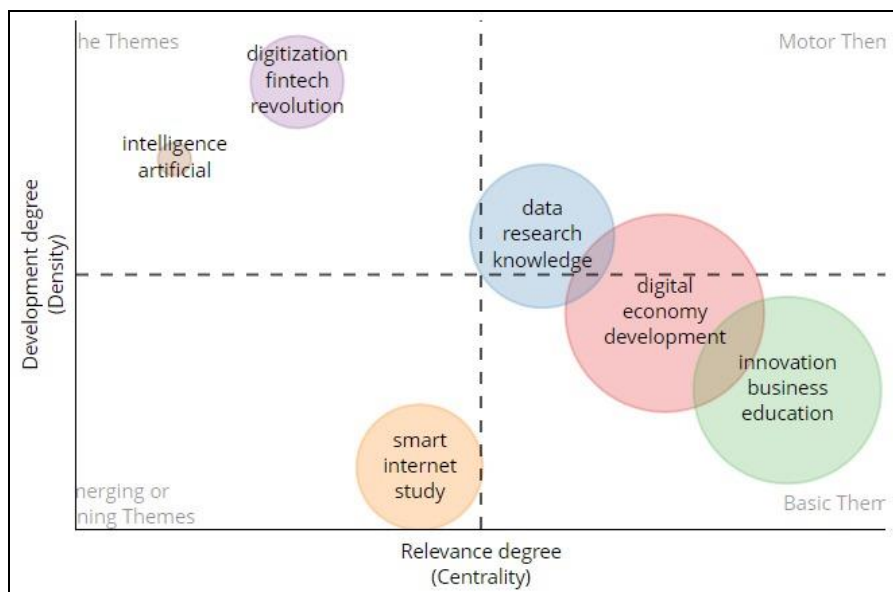 he Themes
Motor Then
digitization
fintech
revolution
intelligence
artificial
data
research
knowledge
digital
economy
development
innovation
business
education
smart
internet
study
nerging or
ning Themes
Basic Them
Development degree
(Density)
Relevance degree
(Centrality)